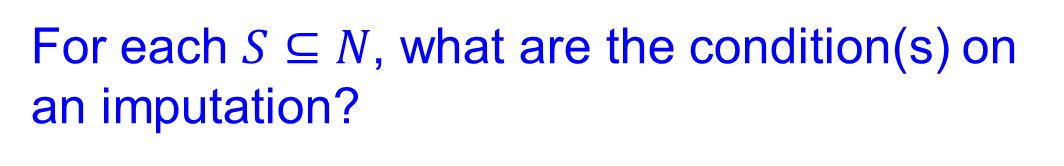 For each S ⊆ N, what are the condition(s) on
an imputation?